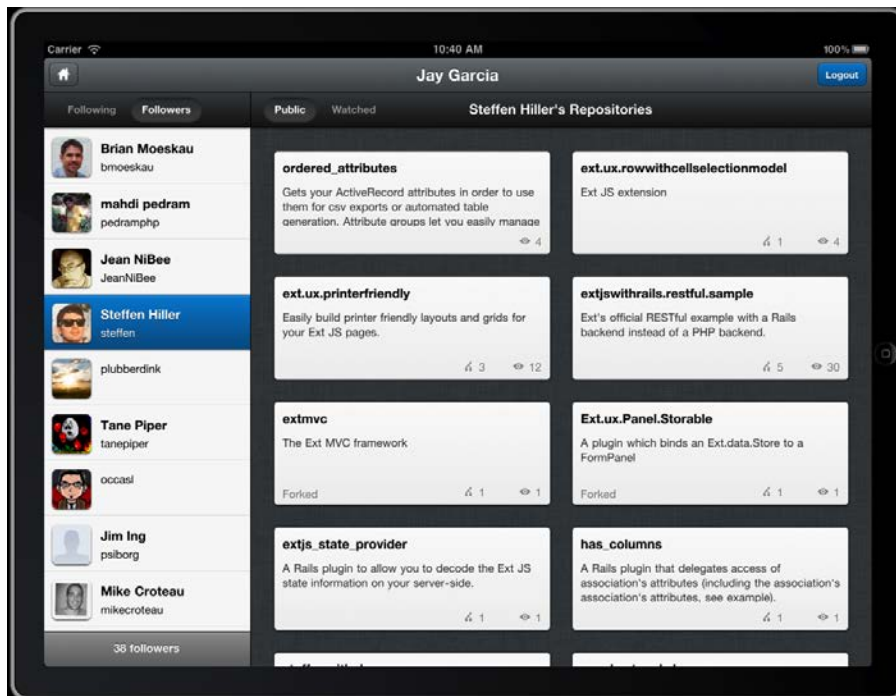 Carrier
10:40 AM
100%
Jay Garcia
Logout
Following
Followers
Public
Watched
Steffen Hiller's Repositories
Brian Moeskau
bmoeskau
mahdi pedram
pedramphp
Jean NiBee
JeanNiBee
Steffen Hiller
steffen
plubberdink
Tane Piper
tanepiper
occasl
Jim Ing
psiborg
Mike Croteau
mikecroteau
38 followers
ordered_attributes
Gets your ActiveRecord attributes in order to use
them for csv exports or automated table
generation. Attribute groups let you easily manage
4
ext.ux.rowwithcellselectionmodel
Ext JS extension
1
4
ext.ux.printerfriendly
Easily build printer friendly layouts and grids for
your Ext JS pages.
3
12
extjswithrails.restful.sample
Ext's official RESTful example with a Rails
backend instead of a PHP backend.
5
30
extmvc
The Ext MVC framework
Forked
1
1
Ext.ux.Panel.Storable
A plugin which binds an Ext.data.Store to a
FormPanel
Forked
1
1
extjs_state_provider
A Rails plugin to allow you to decode the Ext JS
state information on your server-side.
1
1
has_columns
A Rails plugin that delegates access of
association's attributes (including the association's
association's attributes, see example).
1
1